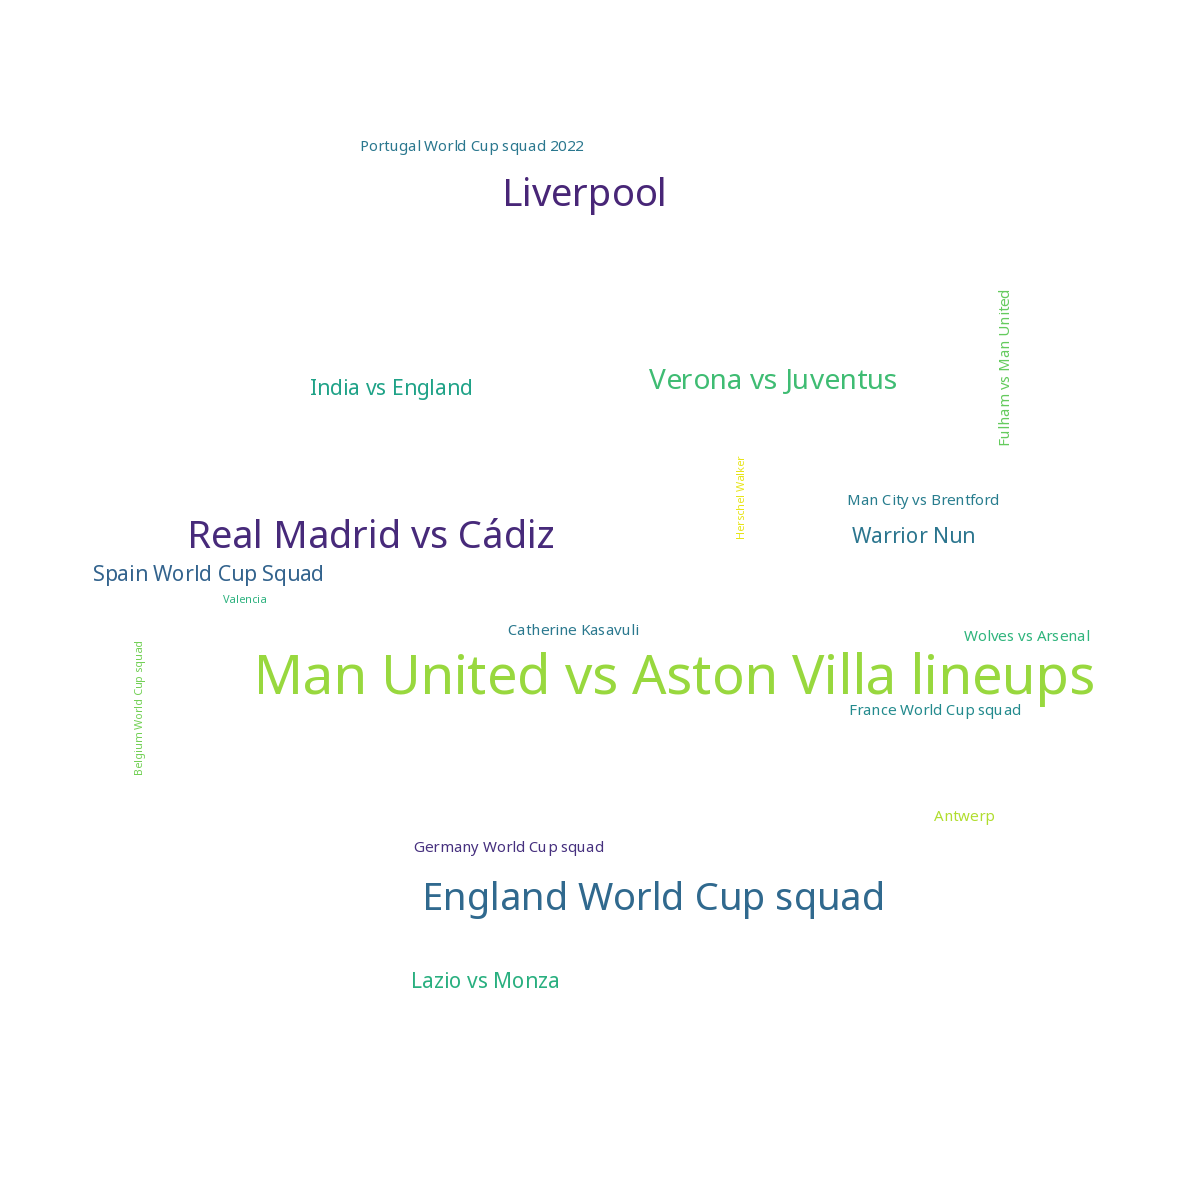 Portugal World Cup squad 2022
Liverpool
Fulham vs Man United
Verona vs Juventus
India vs England
Herschel Walker
Man City vs Brentford
Real Madrid vs Cádiz
Warrior Nun
Spain World Cup Squad
Valencia
Catherine Kasavuli
Wolves vs Arsenal
Belgium World Cup squad
Man United vs Aston Villa lineups
France World Cup squad
Antwerp
Germany World Cup squad
England World Cup squad
Lazio vs Monza